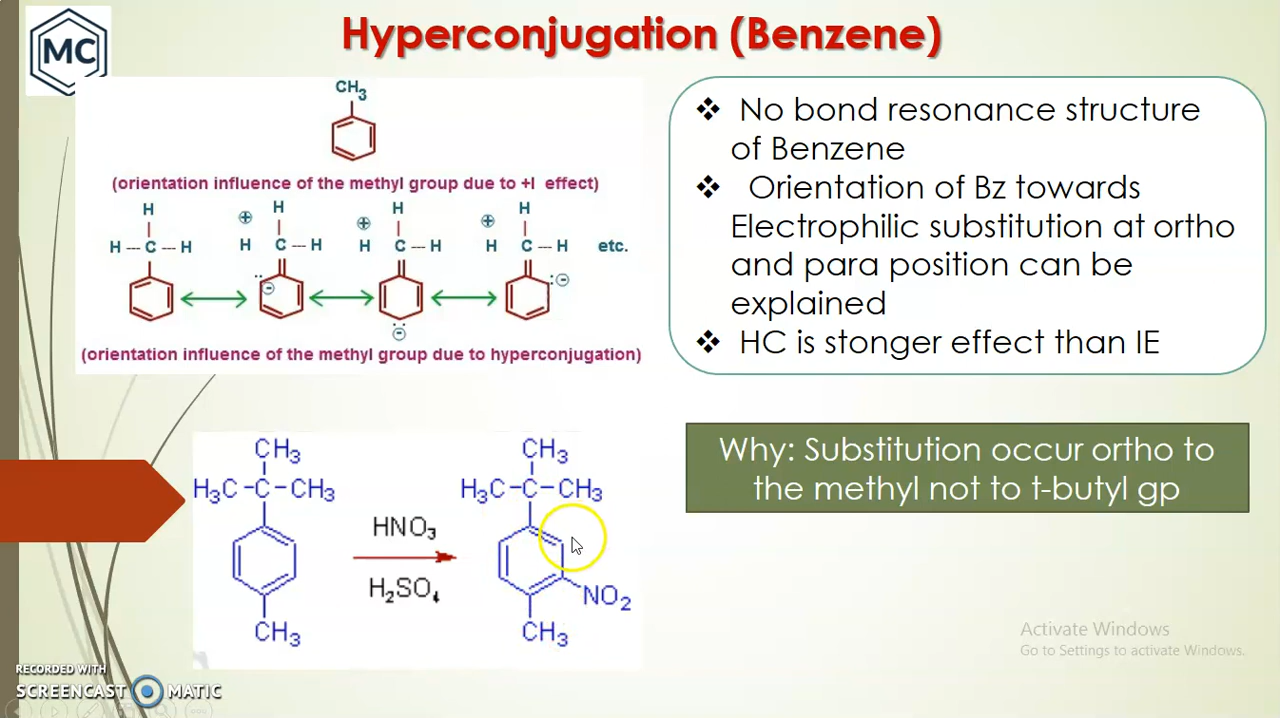 Hyperconjugation (Benzene)
MC
CH3
(orientation influence of the methyl group due to +I effect)
H H H H
H --- C --- H ⊕ H C --- H ⊕ H C --- H ⊕ H C --- H etc.
(orientation influence of the methyl group due to hyperconjugation)
❖ No bond resonance structure
of Benzene
❖ Orientation of Bz towards
Electrophilic substitution at ortho
and para position can be
explained
❖ HC is stonger effect than IE
CH3
H3C-C-CH3
CH3
HNO3
H2SO4
CH3
H3C-C-CH3
NO2
CH3
Why: Substitution occur ortho to
the methyl not to t-butyl gp
Activate Windows
Go to Settings to activate Windows.
RECORDED WITH
SCREENCAST MATIC